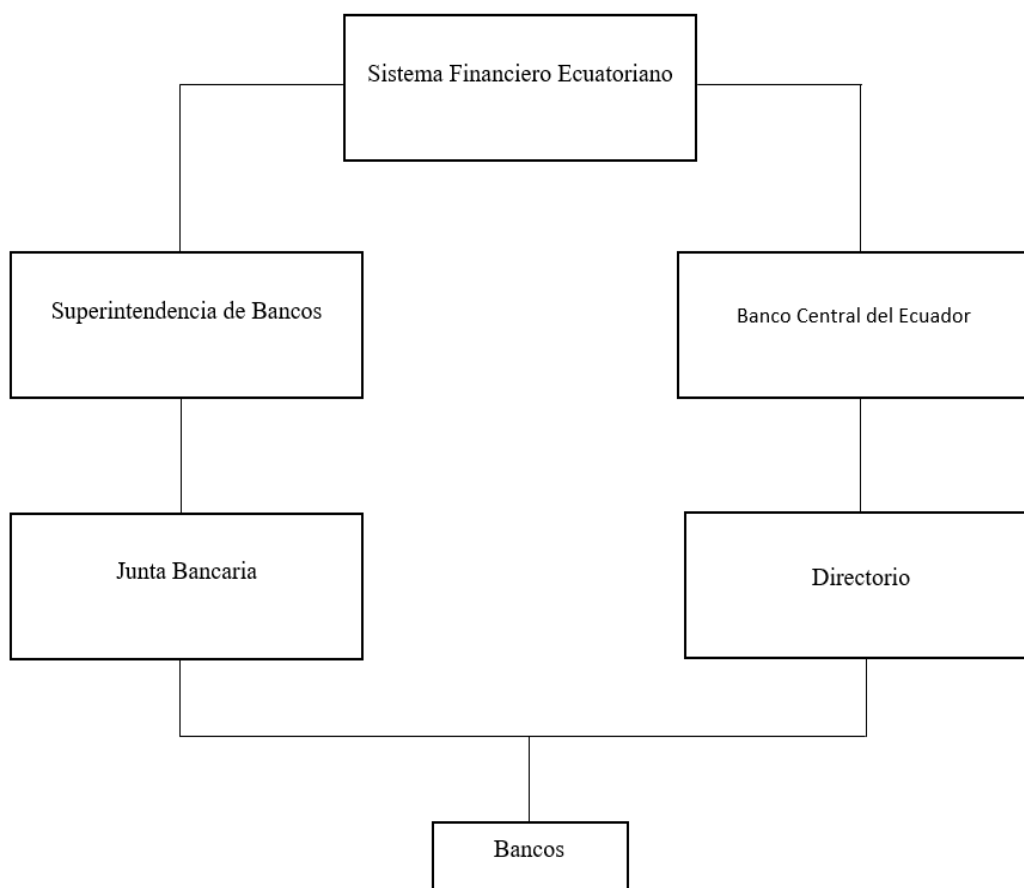 Sistema Financiero Ecuatoriano
Superintendencia de Bancos
Banco Central del Ecuador
Junta Bancaria
Directorio
Bancos